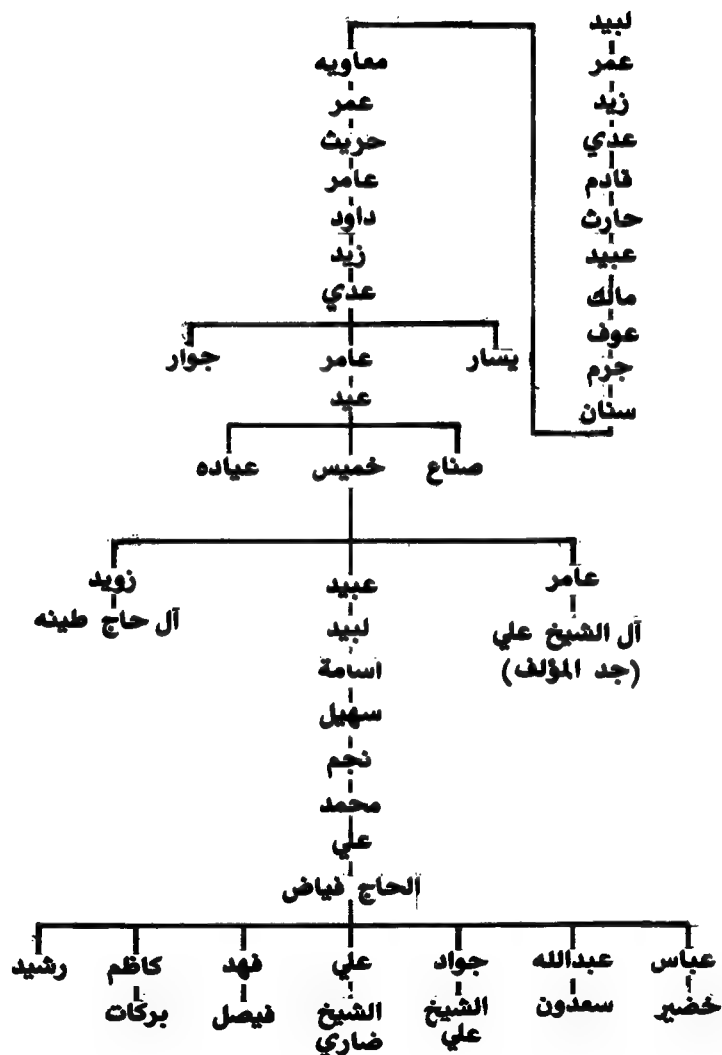 لبيد
عمر
زيد
عدي
قادم
حارث
عبيد
مالك
عوف
جرم
سنان
معاويه
عمر
حريث
عامر
داود
زيد
عدي
يسار
عامر
جوار
عيد
صناع
خميس
عياده
عامر
عبيد
زويد
آل الشيخ علي
(جد المؤلف)
آل حاج طينه
لبيد
اسامة
سهيل
نجم
محمد
علي
الحاج فياض
عباس
عبدالله
جواد
علي
فهد
كاظم
رشيد
خضير
سعدون
الشيخ
علي
الشيخ
ضاري
فيصل
بركات